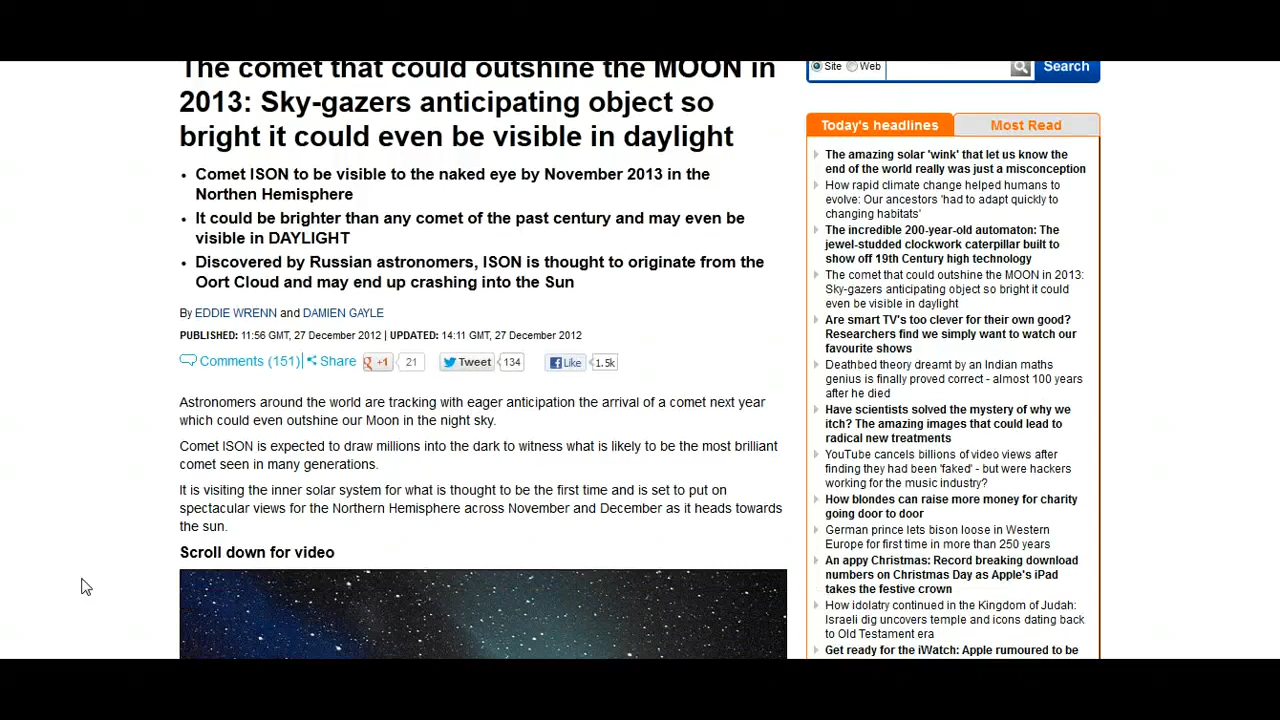 The comet that could outshine the MOON in
2013: Sky-gazers anticipating object so
bright it could even be visible in daylight
• Comet ISON to be visible to the naked eye by November 2013 in the
Northen Hemisphere
• It could be brighter than any comet of the past century and may even be
visible in DAYLIGHT
• Discovered by Russian astronomers, ISON is thought to originate from the
Oort Cloud and may end up crashing into the Sun
By EDDIE WRENN and DAMIEN GAYLE
PUBLISHED: 11:56 GMT, 27 December 2012 | UPDATED: 14:11 GMT, 27 December 2012
Comments (151) Share +1 21 Tweet 134 Like 1.5k
Astronomers around the world are tracking with eager anticipation the arrival of a comet next year
which could even outshine our Moon in the night sky.
Comet ISON is expected to draw millions into the dark to witness what is likely to be the most brilliant
comet seen in many generations.
It is visiting the inner solar system for what is thought to be the first time and is set to put on
spectacular views for the Northern Hemisphere across November and December as it heads towards
the sun.
Scroll down for video
Site Web Search
Today's headlines Most Read
The amazing solar 'wink' that let us know the
end of the world really was just a misconception
How rapid climate change helped humans to
evolve: Our ancestors 'had to adapt quickly to
changing habitats'
The incredible 200-year-old automaton: The
jewel-studded clockwork caterpillar built to
show off 19th Century high technology
The comet that could outshine the MOON in 2013:
Sky-gazers anticipating object so bright it could
even be visible in daylight
Are smart TV's too clever for their own good?
Researchers find we simply want to watch our
favourite shows
Deathbed theory dreamt by an Indian maths
genius is finally proved correct - almost 100 years
after he died
Have scientists solved the mystery of why we
itch? The amazing images that could lead to
radical new treatments
YouTube cancels billions of video views after
finding they had been 'faked' - but were hackers
working for the music industry?
How blondes can raise more money for charity
going door to door
German prince lets bison loose in Western
Europe for first time in more than 250 years
An appy Christmas: Record breaking download
numbers on Christmas Day as Apple's iPad
takes the festive crown
How idolatry continued in the Kingdom of Judah:
Israeli dig uncovers temple and icons dating back
to Old Testament era
Get ready for the iWatch: Apple rumoured to be